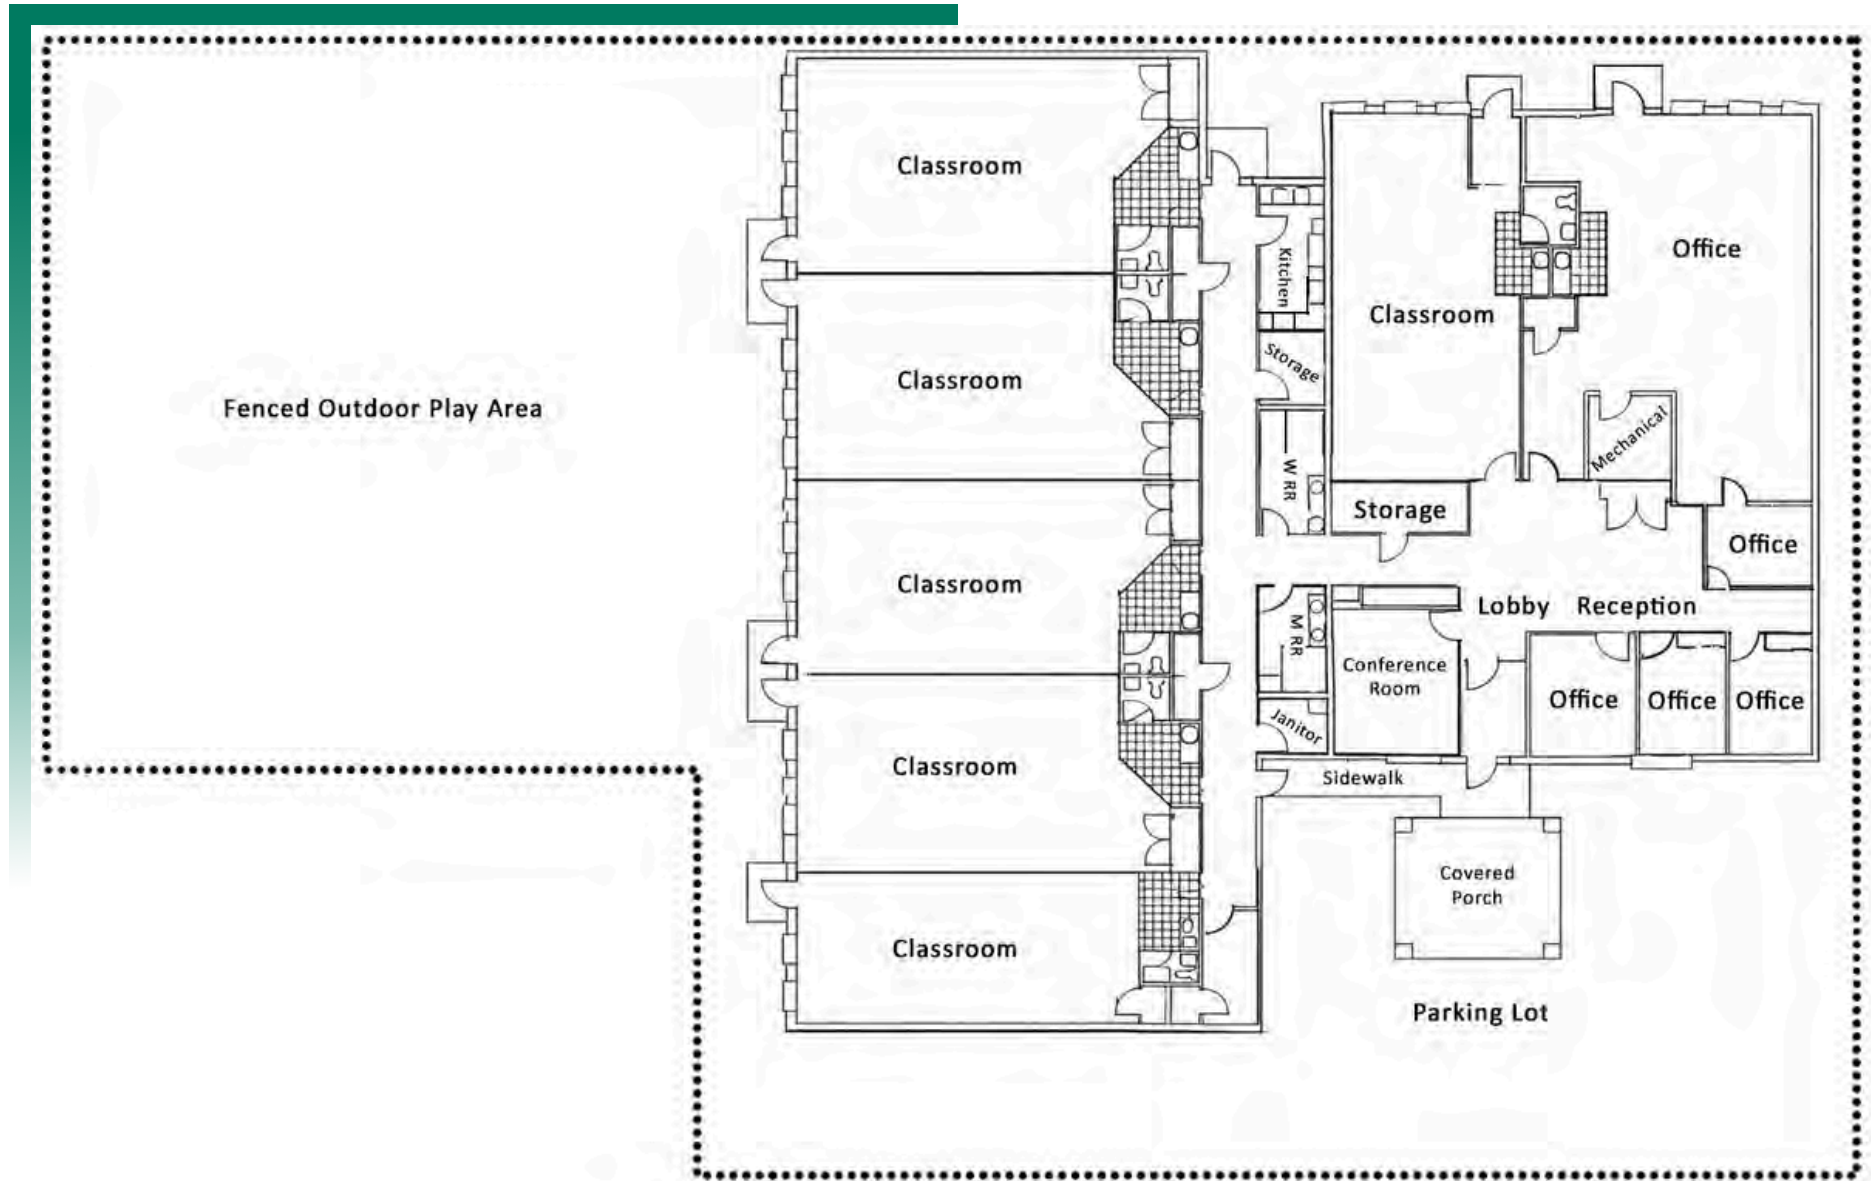 Fenced Outdoor Play Area
Classroom
Classroom
Classroom
Classroom
Classroom
Kitchen
Storage
W RR
M RR
Janitor
Classroom
Storage
Office
Mechanical
Office
Lobby
Reception
Conference
Room
Office
Office
Office
Sidewalk
Covered
Porch
Parking Lot